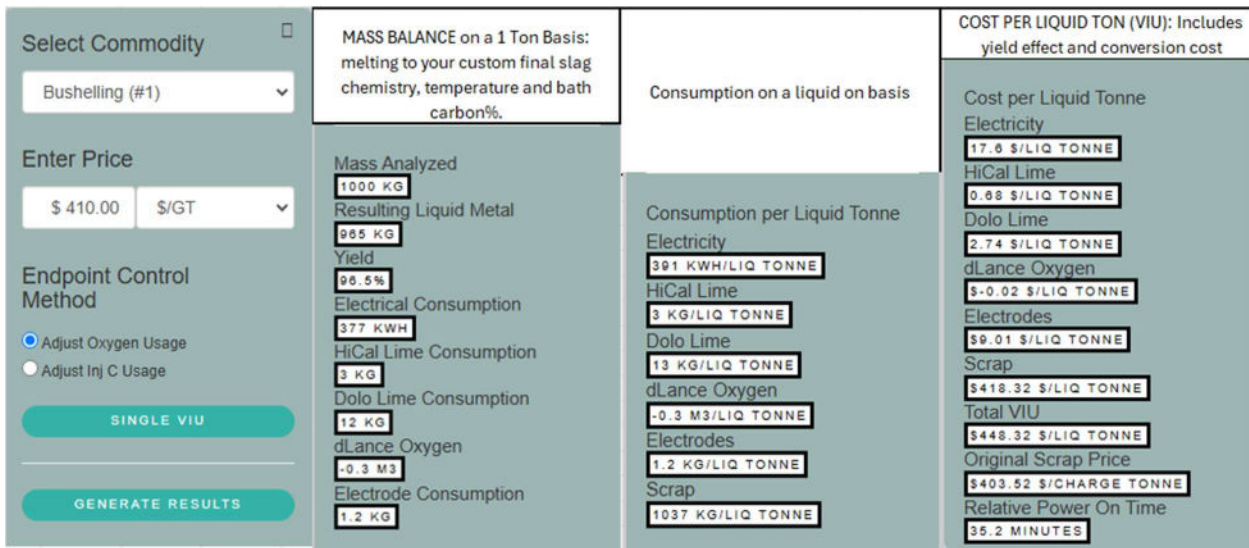 Select Commodity
Bushelling (#1)
Enter Price
$ 410.00
$/GT
Endpoint Control
Method
Adjust Oxygen Usage
Adjust Inj C Usage
SINGLE VIU
GENERATE RESULTS
MASS BALANCE on a 1 Ton Basis:
melting to your custom final slag
chemistry, temperature and bath
carbon%.
Mass Analyzed
1000 KG
Resulting Liquid Metal
965 KG
Yield
96.5%
Electrical Consumption
377 KWH
HiCal Lime Consumption
3 KG
Dolo Lime Consumption
12 KG
dLance Oxygen
-0.3 M3
Electrode Consumption
1.2 KG
Consumption on a liquid on basis
Consumption per Liquid Tonne
Electricity
391 KWH/LIQ TONNE
HiCal Lime
3 KG/LIQ TONNE
Dolo Lime
13 KG/LIQ TONNE
dLance Oxygen
-0.3 M3/LIQ TONNE
Electrodes
1.2 KG/LIQ TONNE
Scrap
1037 KG/LIQ TONNE
COST PER LIQUID TON (VIU): Includes
yield effect and conversion cost
Cost per Liquid Tonne
Electricity
17.6 $/LIQ TONNE
HiCal Lime
0.68 $/LIQ TONNE
Dolo Lime
2.74 $/LIQ TONNE
dLance Oxygen
$-0.02 $/LIQ TONNE
Electrodes
$9.01 $/LIQ TONNE
Scrap
$418.32 $/LIQ TONNE
Total VIU
$448.32 $/LIQ TONNE
Original Scrap Price
$403.52 $/CHARGE TONNE
Relative Power On Time
35.2 MINUTES